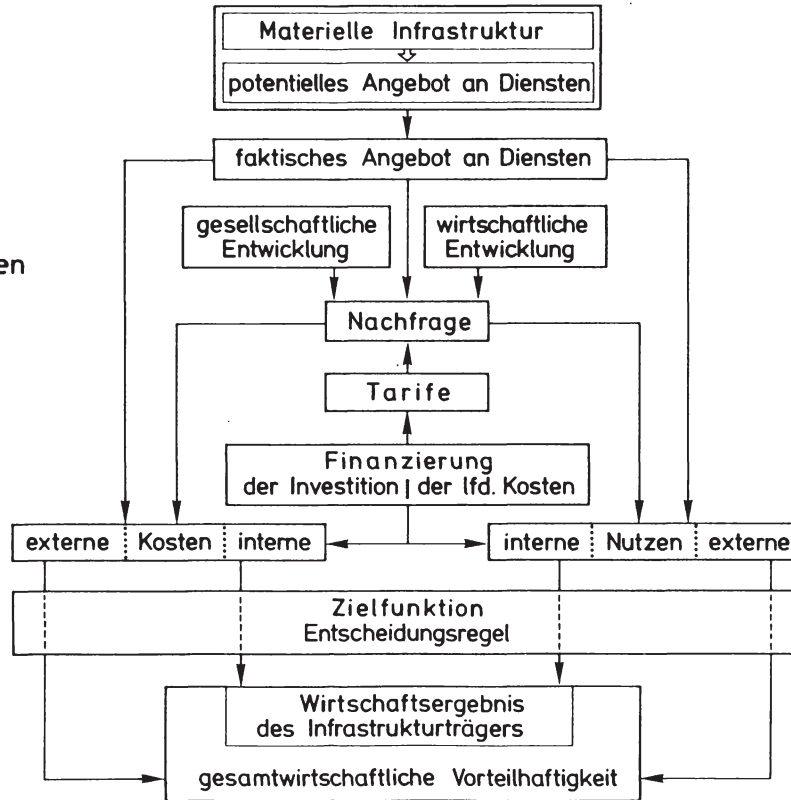 Materielle Infrastruktur
potentielles Angebot an Diensten
faktisches Angebot an Diensten
gesellschaftliche
Entwicklung
wirtschaftliche
Entwicklung
en
Nachfrage
Tarife
Finanzierung
der Investition | der lfd. Kosten
externe Kosten interne
interne Nutzen externe
Zielfunktion
Entscheidungsregel
Wirtschaftsergebnis
des Infrastrukturträgers
gesamtwirtschaftliche Vorteilhaftigkeit